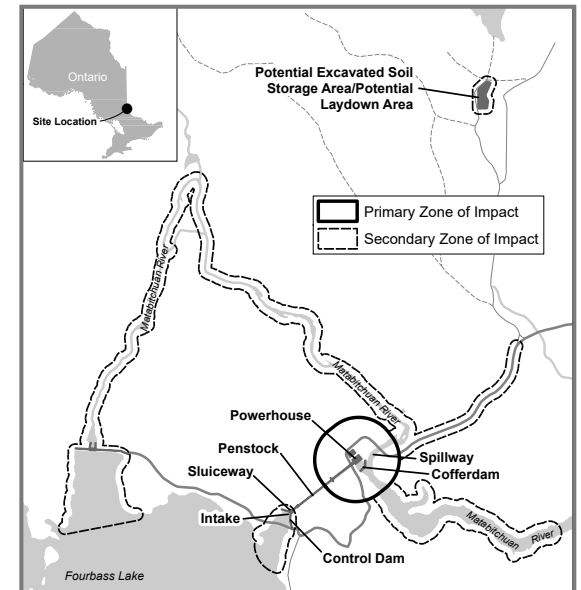 Ontario
Site Location
Potential Excavated Soil
Storage Area/Potential
Laydown Area
Primary Zone of Impact
Secondary Zone of Impact
Matabitchuan River
Matabitchuan River
Powerhouse
Penstock
Spillway
Cofferdam
Sluiceway
Intake
Control Dam
Matabitchuan River
Fourbass Lake